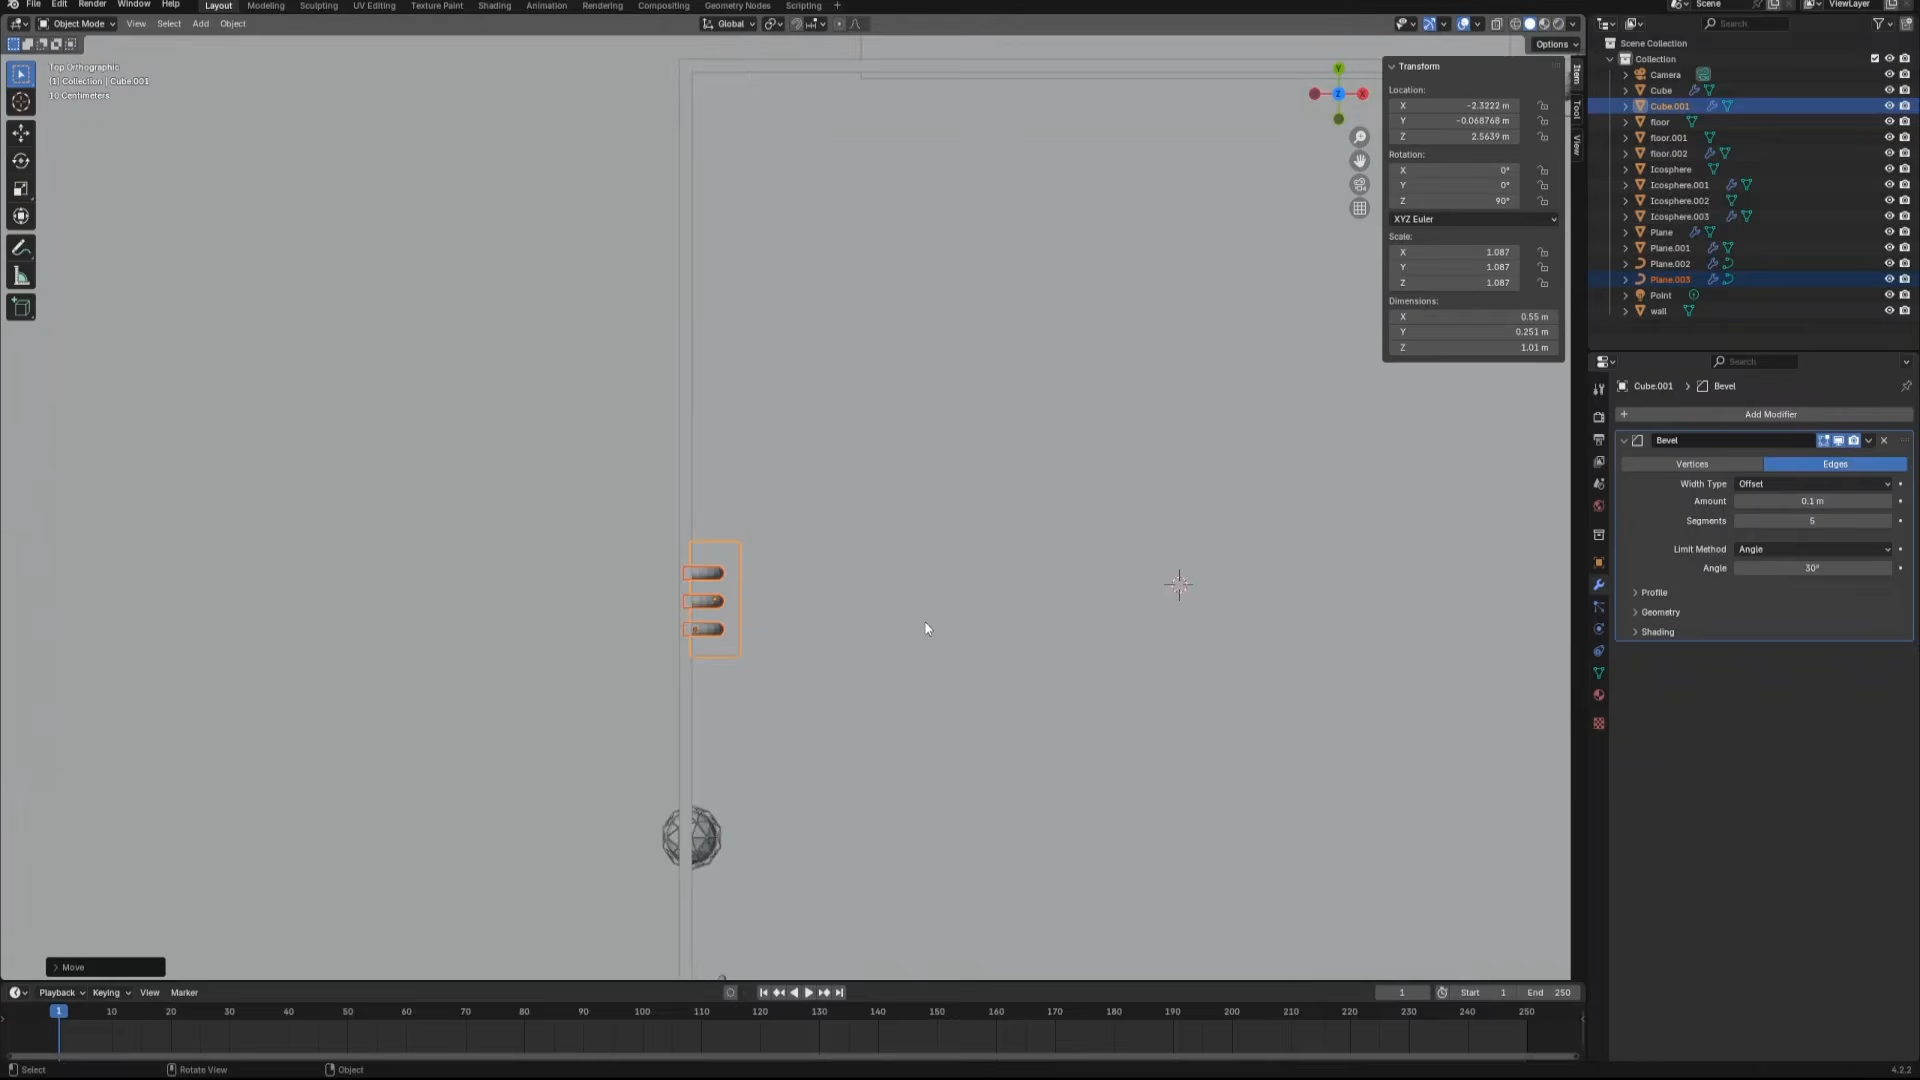 File Edit Render Window Help Layout Modeling Sculpting UV Editing Texture Paint Shading Animation Rendering Compositing Geometry Nodes Scripting + Scene ViewLayer
Object Mode View Select Add Object Global Search
Options
Top Orthographic
(1) Collection | Cube.001
10 Centimeters
Y
Z
X
Transform
Location:
X -2.3222 m
Y -0.068768 m
Z 2.5639 m
Rotation:
X 0°
Y 0°
Z 90°
XYZ Euler
Scale:
X 1.087
Y 1.087
Z 1.087
Dimensions:
X 0.55 m
Y 0.251 m
Z 1.01 m
Item
Tool
View
Scene Collection
Collection
Camera
Cube
Cube.001
floor
floor.001
floor.002
Icosphere
Icosphere.001
Icosphere.002
Icosphere.003
Plane
Plane.001
Plane.002
Plane.003
Point
wall
Search
Cube.001 > Bevel
+ Add Modifier
Bevel
Vertices Edges
Width Type Offset
Amount 0.1 m
Segments 5
Limit Method Angle
Angle 30°
Profile
Geometry
Shading
Move
Playback Keying View Marker 1 Start 1 End 250
1 10 20 30 40 50 60 70 80 90 100 110 120 130 140 150 160 170 180 190 200 210 220 230 240 250
Select Rotate View Object 4.2.2